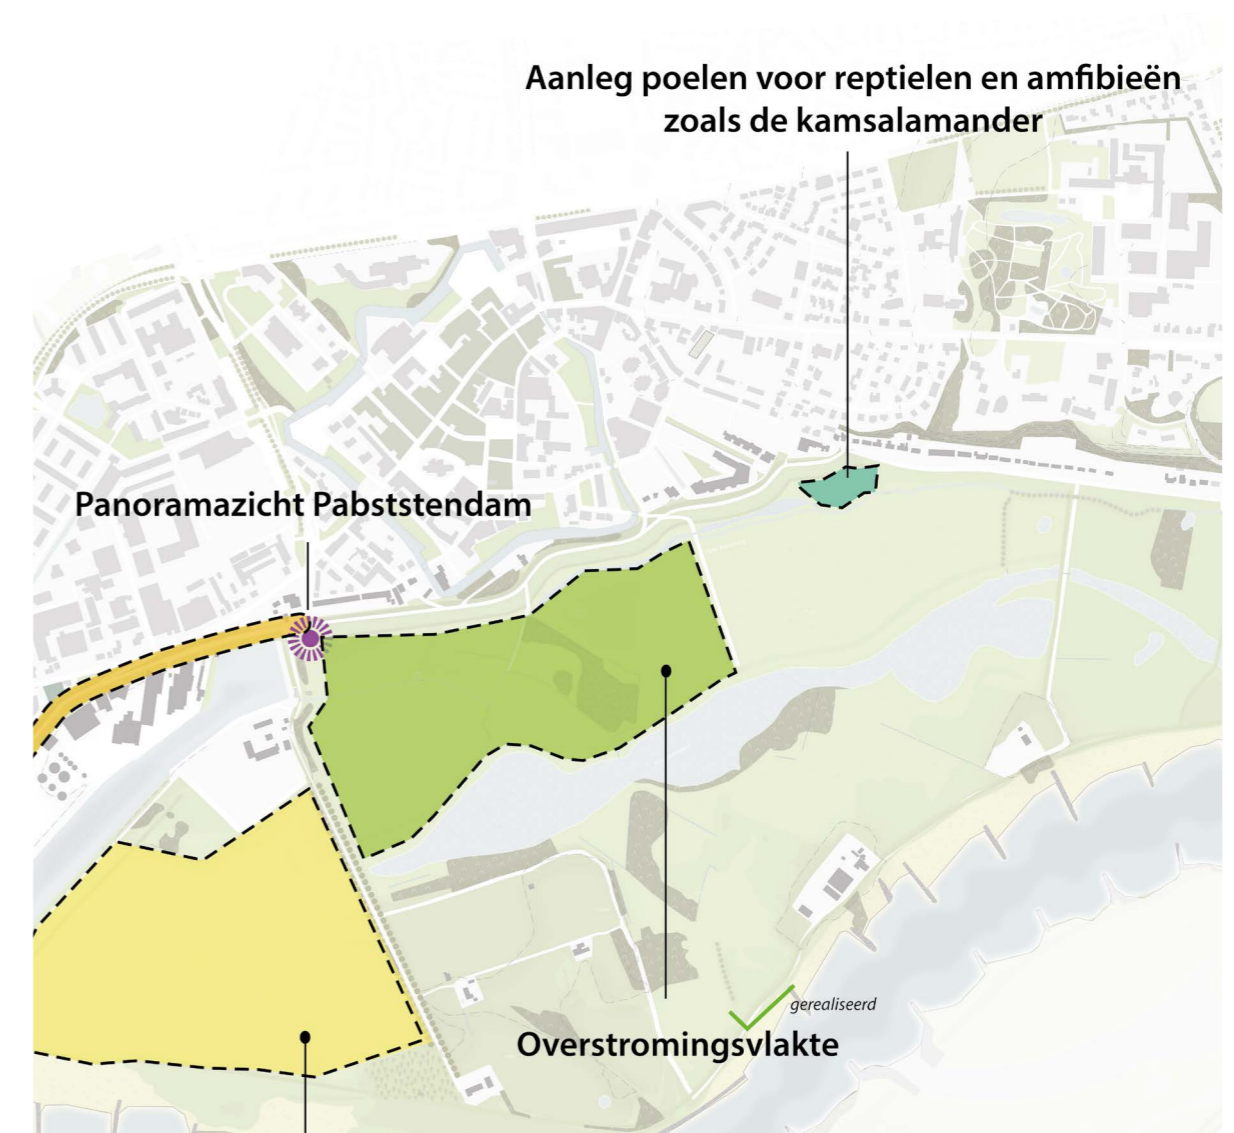 Aanleg poelen voor reptielen en amfibieën
zoals de kamsalamander
Panoramazicht Pabststendam
gerealiseerd
Overstromingsvlakte